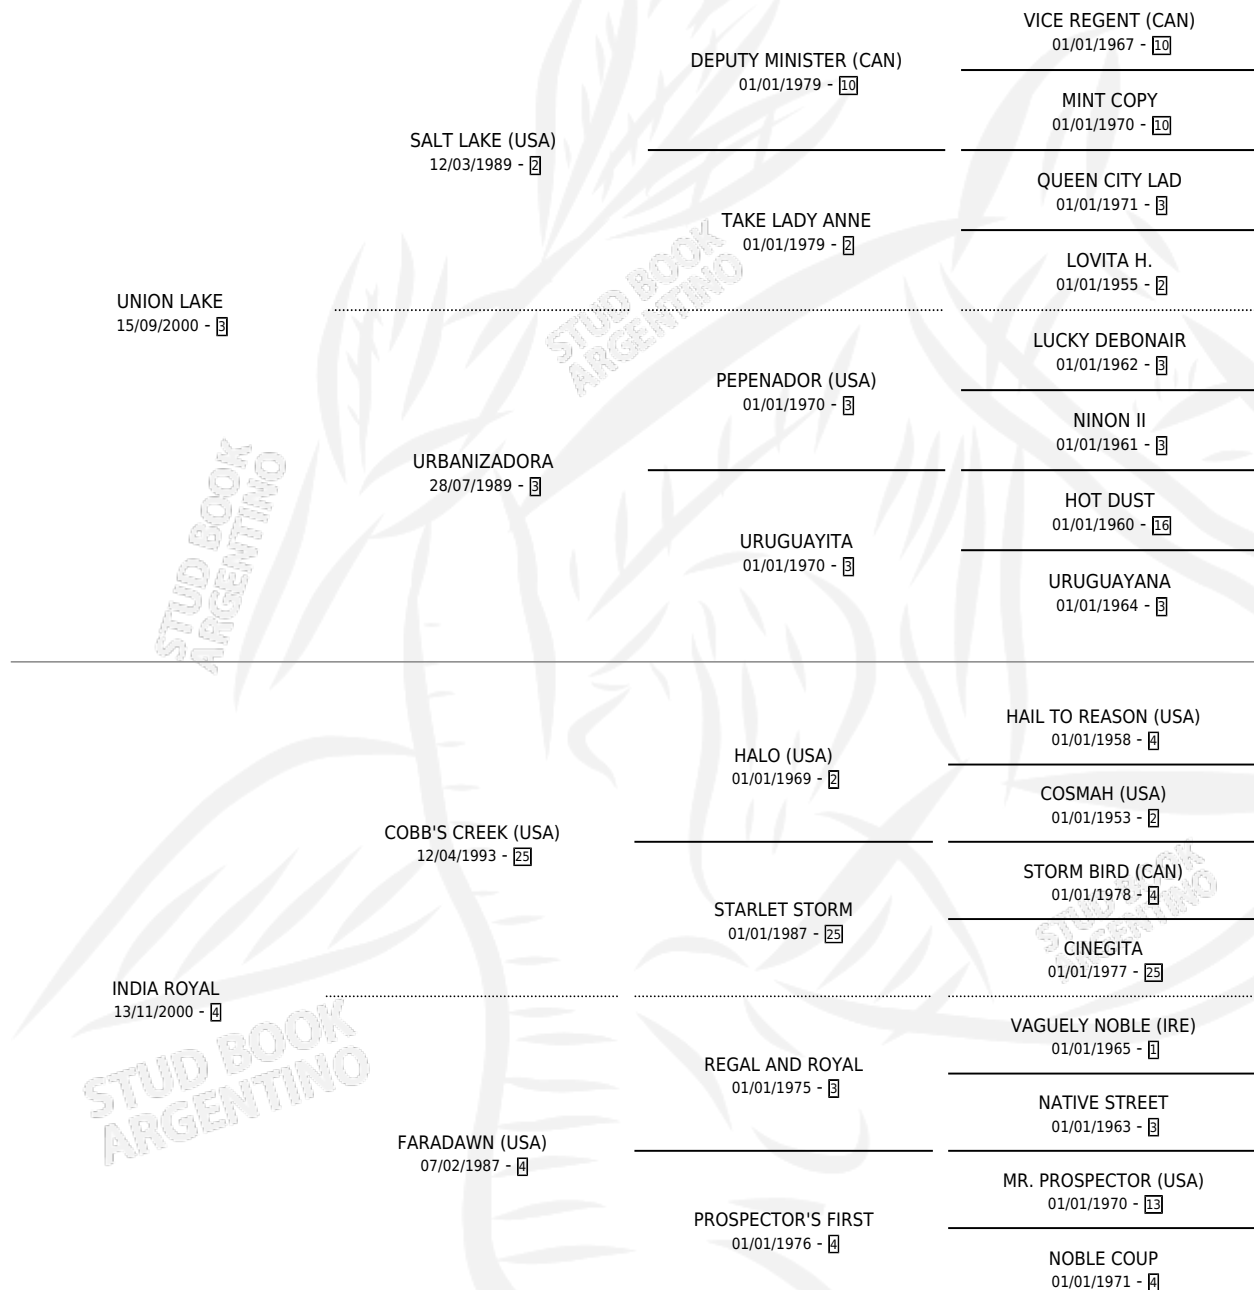 VICE REGENT (CAN)
01/01/1967 - 10
DEPUTY MINISTER (CAN)
01/01/1979 - 10
MINT COPY
01/01/1970 - 10
SALT LAKE (USA)
12/03/1989 - 2
QUEEN CITY LAD
01/01/1971 - 3
TAKE LADY ANNE
01/01/1979 - 2
LOVITA H.
01/01/1955 - 2
UNION LAKE
15/09/2000 - 3
STUD BOOK
ARGENTINO
LUCKY DEBONAIR
01/01/1962 - 3
PEPENADOR (USA)
01/01/1970 - 3
NINON II
01/01/1961 - 3
URBANIZADORA
28/07/1989 - 3
HOT DUST
01/01/1960 - 16
URUGUAYITA
01/01/1970 - 3
URUGUAYANA
01/01/1964 - 3
STUD BOOK
ARGENTINO
HAIL TO REASON (USA)
01/01/1958 - 4
HALO (USA)
01/01/1969 - 2
COSMAH (USA)
01/01/1953 - 2
COBB'S CREEK (USA)
12/04/1993 - 25
STORM BIRD (CAN)
01/01/1978 - 4
STARLET STORM
01/01/1987 - 25
STUD BOOK
ARGENTINO
CINEGITA
01/01/1977 - 25
INDIA ROYAL
13/11/2000 - 4
VAGUELY NOBLE (IRE)
01/01/1965 - 1
REGAL AND ROYAL
01/01/1975 - 3
NATIVE STREET
01/01/1963 - 3
STUD BOOK
ARGENTINO
FARADAWN (USA)
07/02/1987 - 4
MR. PROSPECTOR (USA)
01/01/1970 - 13
PROSPECTOR'S FIRST
01/01/1976 - 4
NOBLE COUP
01/01/1971 - 4